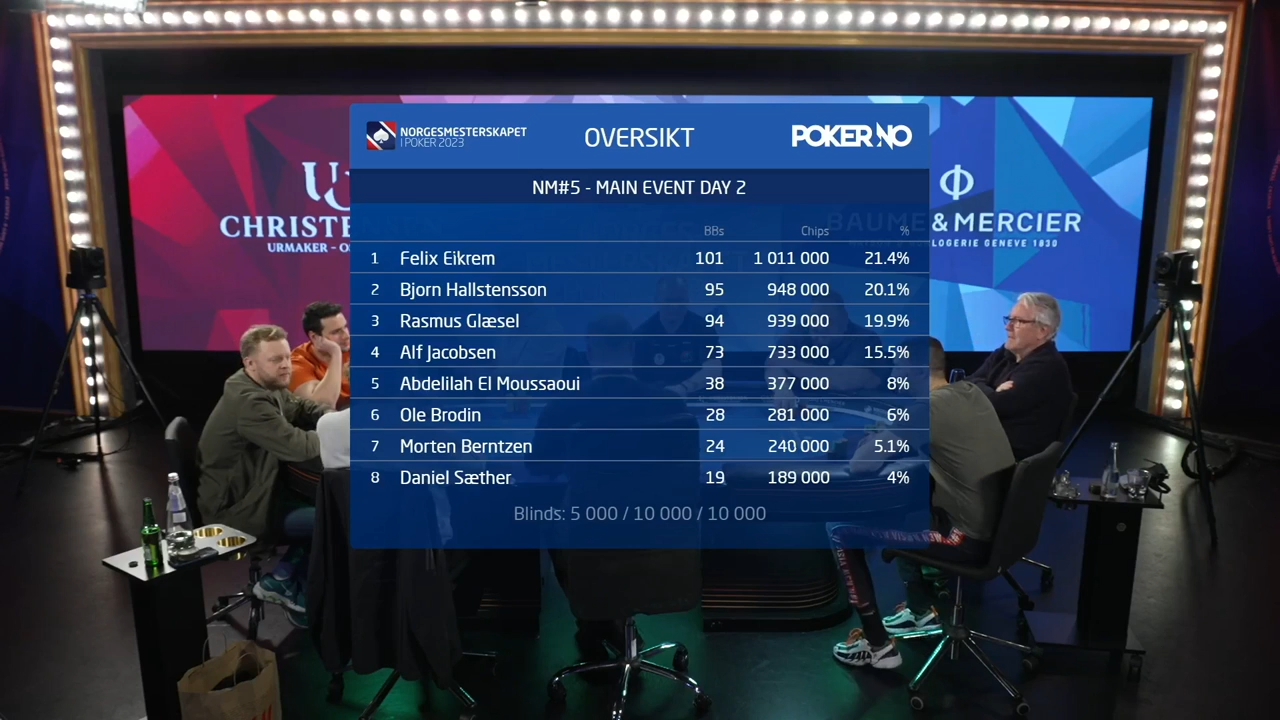 NORGESMESTERSKAPET
I POKER 2023
OVERSIKT
POKER.NO
NM#5 - MAIN EVENT DAY 2
BBs Chips %
1 Felix Eikrem 101 1 011 000 21.4%
2 Bjorn Hallstensson 95 948 000 20.1%
3 Rasmus Glæsel 94 939 000 19.9%
4 Alf Jacobsen 73 733 000 15.5%
5 Abdelilah El Moussaoui 38 377 000 8%
6 Ole Brodin 28 281 000 6%
7 Morten Berntzen 24 240 000 5.1%
8 Daniel Sæther 19 189 000 4%
Blinds: 5 000 / 10 000 / 10 000
URMAKER - 
BAUME & MERCIER
GENEVE 1830